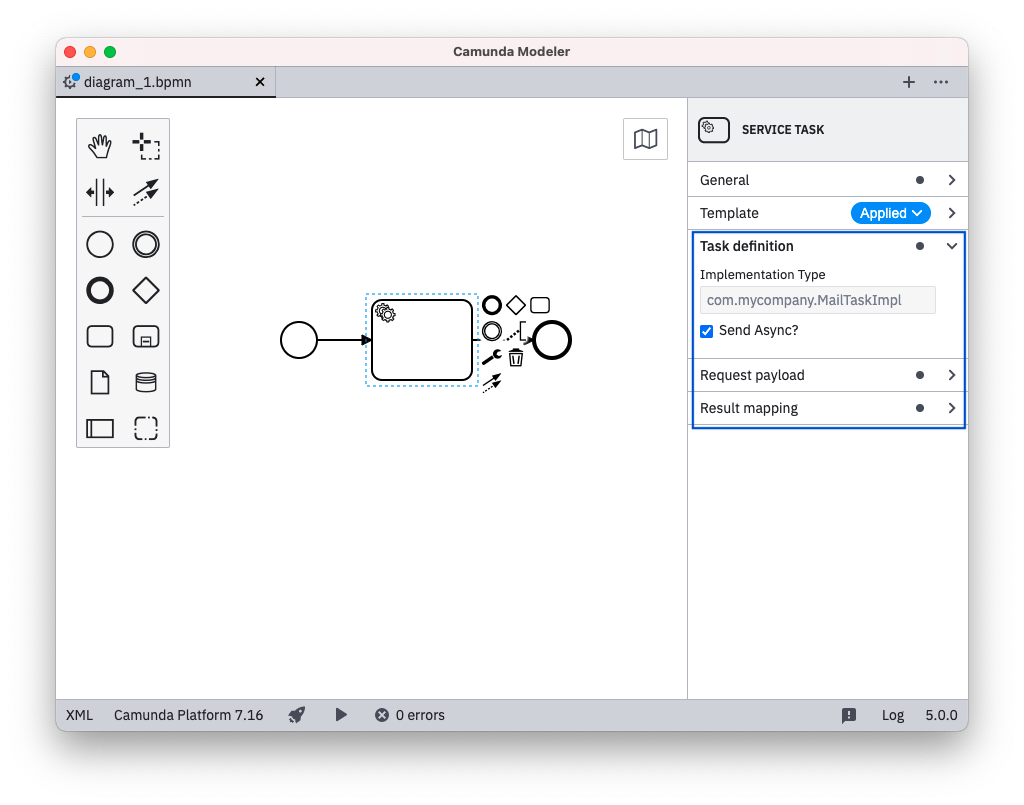 Camunda Modeler
diagram_1.bpmn
SERVICE TASK
General
Template
Applied
Task definition
Implementation Type
com.mycompany.MailTaskImpl
Send Async?
Request payload
Result mapping
XML
Camunda Platform 7.16
0 errors
Log
5.0.0